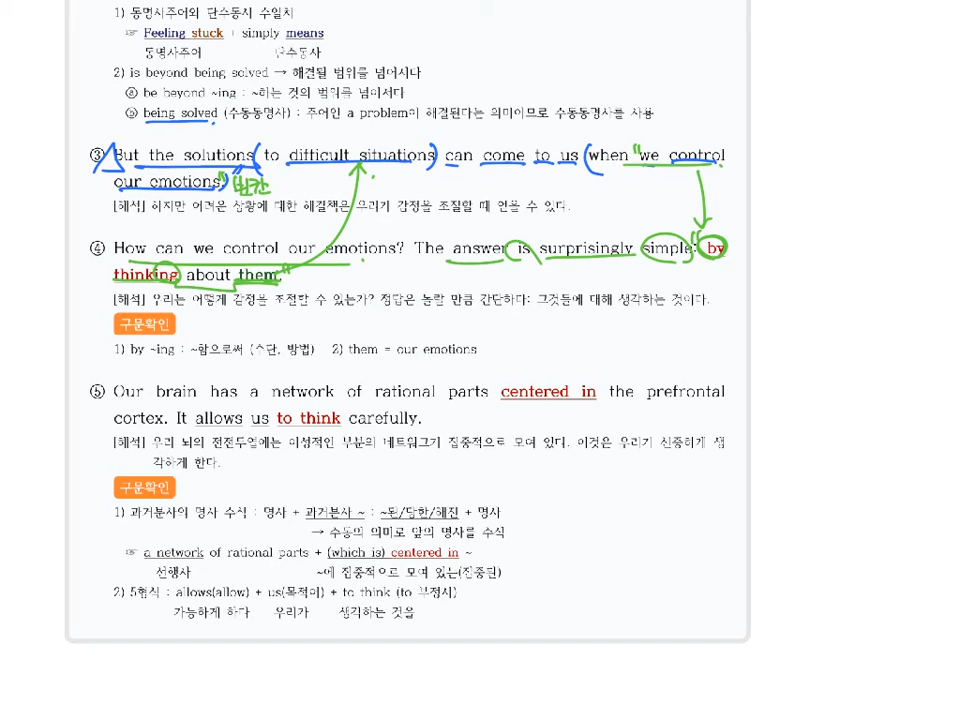 1) 동명사주어와 단수동사 수일치
☞ Feeling stuck + simply means
동명사주어 단수동사
2) is beyond being solved → 해결될 범위를 넘어서다
ⓐ be beyond ~ing : ~하는 것의 범위를 넘어서다
ⓑ being solved (수동동명사) : 주어인 a problem이 해결된다는 의미이므로 수동동명사를 사용
③ But the solutions to difficult situations can come to us when we control
our emotions.
[해석] 하지만 어려운 상황에 대한 해결책은 우리가 감정을 조절할 때 얻을 수 있다.
④ How can we control our emotions? The answer is surprisingly simple: by
thinking about them.
[해석] 우리는 어떻게 감정을 조절할 수 있는가? 정답은 놀랄 만큼 간단하다: 그것들에 대해 생각하는 것이다.
구문확인
1) by ~ing : ~함으로써 (수단, 방법) 2) them = our emotions
⑤ Our brain has a network of rational parts centered in the prefrontal
cortex. It allows us to think carefully.
[해석] 우리 뇌의 전전두엽에는 이성적인 부분의 네트워크가 집중적으로 모여 있다. 이것은 우리가 신중하게 생
각하게 한다.
구문확인
1) 과거분사의 명사 수식 : 명사 + 과거분사 ~ : ~된/당한/해진 + 명사
→ 수동의 의미로 앞의 명사를 수식
☞ a network of rational parts + (which is) centered in ~
선행사 ~에 집중적으로 모여 있는(집중된)
2) 5형식 : allows(allow) + us(목적어) + to think (to 부정사)
가능하게 하다 우리가 생각하는 것을